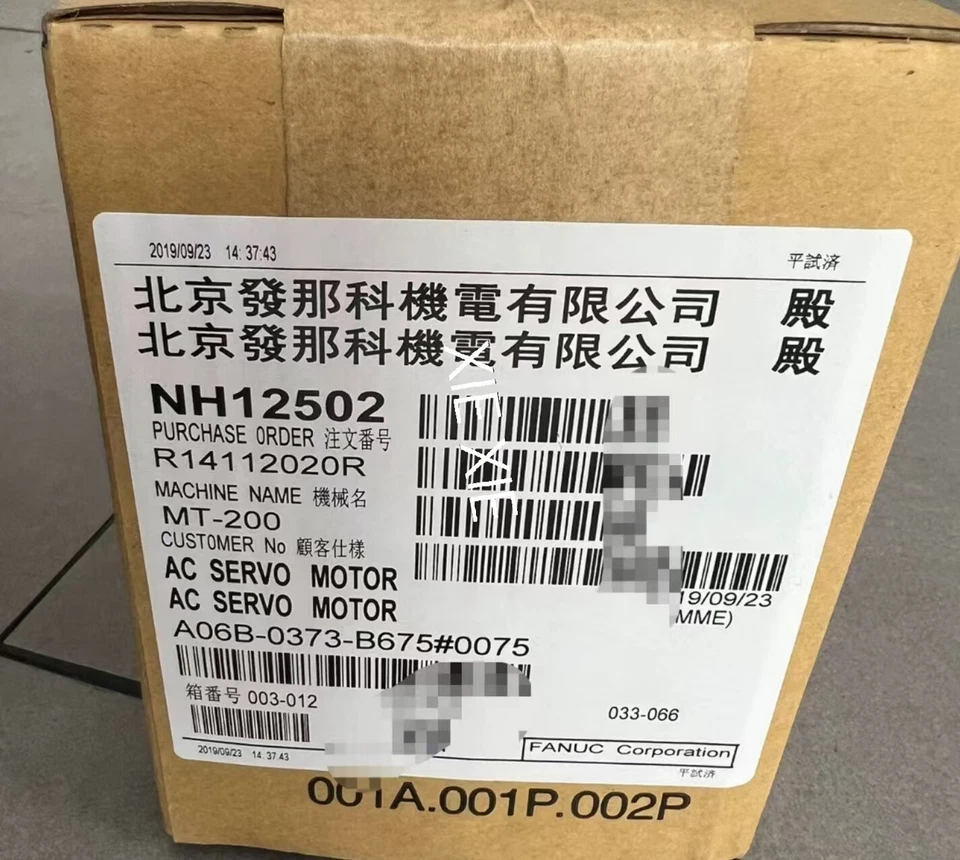 2019/09/23 14:37:43 平試済
北京發那科機電有限公司 殿
北京發那科機電有限公司 殿
NH12502
PURCHASE ORDER 注文番号
R14112020R
MACHINE NAME 機械名
MT-200
CUSTOMER No 顧客仕様
AC SERVO MOTOR
AC SERVO MOTOR
19/09/23
MME)
A06B-0373-B675#0075
箱番号 003-012
033-066
2019/09/23 14:37:43
FANUC Corporation
平試済
001A.001P.002P
XIE XIE